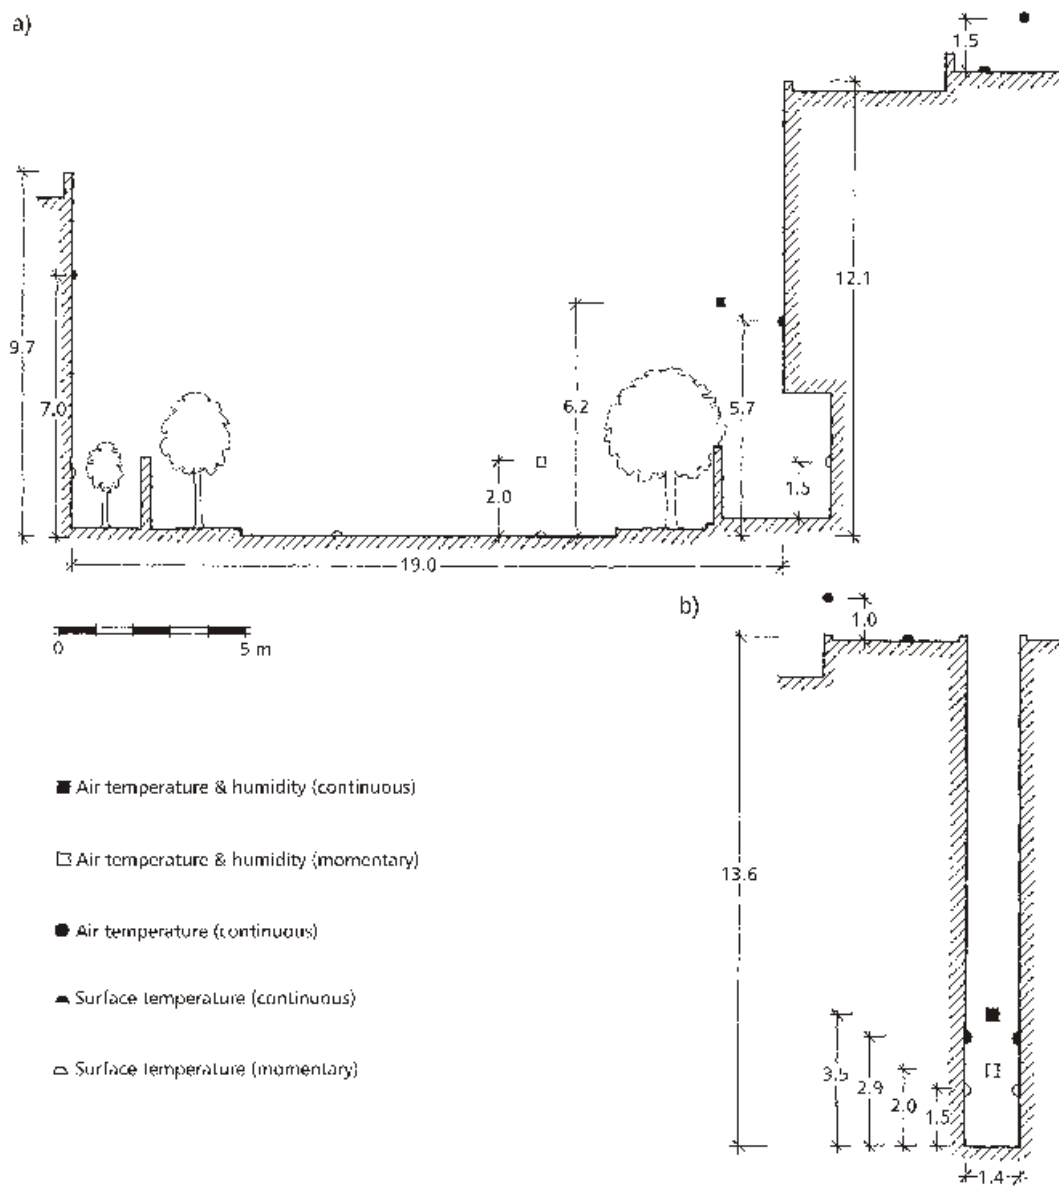 a)
1.5
12.1
9.7
7.0
6.2
5.7
2.0
1.5
19.0
b)
1.0
0 5 m
Air temperature & humidity (continuous)
Air temperature & humidity (momentary)
13.6
Air temperature (continuous)
Surface temperature (continuous)
Surface temperature (momentary)
3.5
2.9
2.0
1.5
1.4